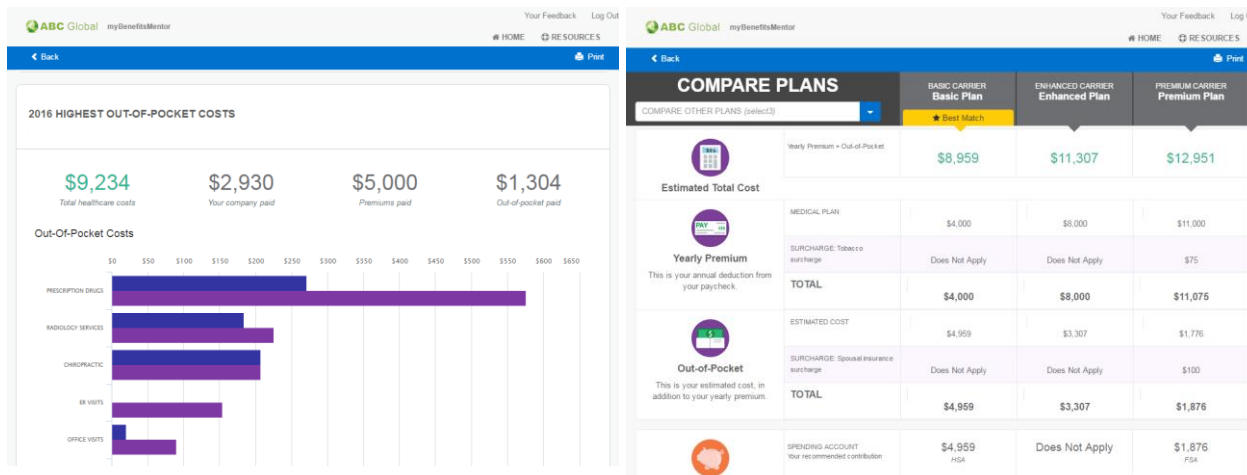 Your Feedback Log Out
ABC Global myBenefitsMentor
HOME RESOURCES
Back Print
2016 HIGHEST OUT-OF-POCKET COSTS
$9,234 $2,930 $5,000 $1,304
Total healthcare costs Your company paid Premiums paid Out-of-pocket paid
Out-Of-Pocket Costs
$0 $50 $100 $150 $200 $250 $300 $350 $400 $450 $500 $550 $600 $650
PRESCRIPTION DRUGS
RADIOLOGY SERVICES
CHIROPRACTIC
ER VISITS
OFFICE VISITS
Your Feedback Log
ABC Global myBenefitsMentor
HOME RESOURCES
Back Print
COMPARE PLANS
COMPARE OTHER PLANS (select3)
BASIC CARRIER ENHANCED CARRIER PREMIUM CARRIER
Basic Plan Enhanced Plan Premium Plan
Best Match
Yearly Premium + Out-of-Pocket
$8,959 $11,307 $12,951
Estimated Total Cost
MEDICAL PLAN
PAY
$4,000 $8,000 $11,000
Yearly Premium
This is your annual deduction from
your paycheck.
SURCHARGE: Tobacco
surcharge Does Not Apply Does Not Apply $75
TOTAL
$4,000 $8,000 $11,075
ESTIMATED COST
$4,959 $3,307 $1,776
Out-of-Pocket
This is your estimated cost, in
addition to your yearly premium.
SURCHARGE: Spousal insurance
surcharge Does Not Apply Does Not Apply $100
TOTAL
$4,959 $3,307 $1,876
SPENDING ACCOUNT $4,959 Does Not Apply $1,876
Your recommended contribution HSA FSA